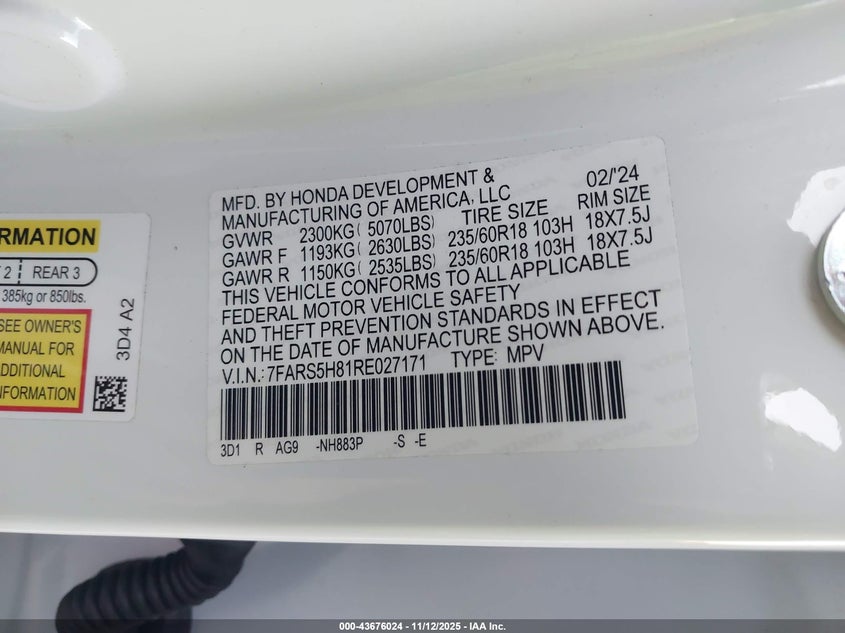 MFD. BY HONDA DEVELOPMENT & 02/'24
MANUFACTURING OF AMERICA, LLC
GVWR 2300KG( 5070LBS) TIRE SIZE RIM SIZE
GAWR F 1193KG( 2630LBS) 235/60R18 103H 18X7.5J
GAWR R 1150KG( 2535LBS) 235/60R18 103H 18X7.5J
THIS VEHICLE CONFORMS TO ALL APPLICABLE
FEDERAL MOTOR VEHICLE SAFETY
AND THEFT PREVENTION STANDARDS IN EFFECT
ON THE DATE OF MANUFACTURE SHOWN ABOVE.
V.I.N.:7FARS5H81RE027171 TYPE: MPV
3D1 R AG9 -NH883P -S -E
RMATION
2 REAR 3
385kg or 850lbs.
SEE OWNER'S
MANUAL FOR
ADDITIONAL
INFORMATION
3D4 A2
000-43676024 - 11/12/2025 - IAA Inc.